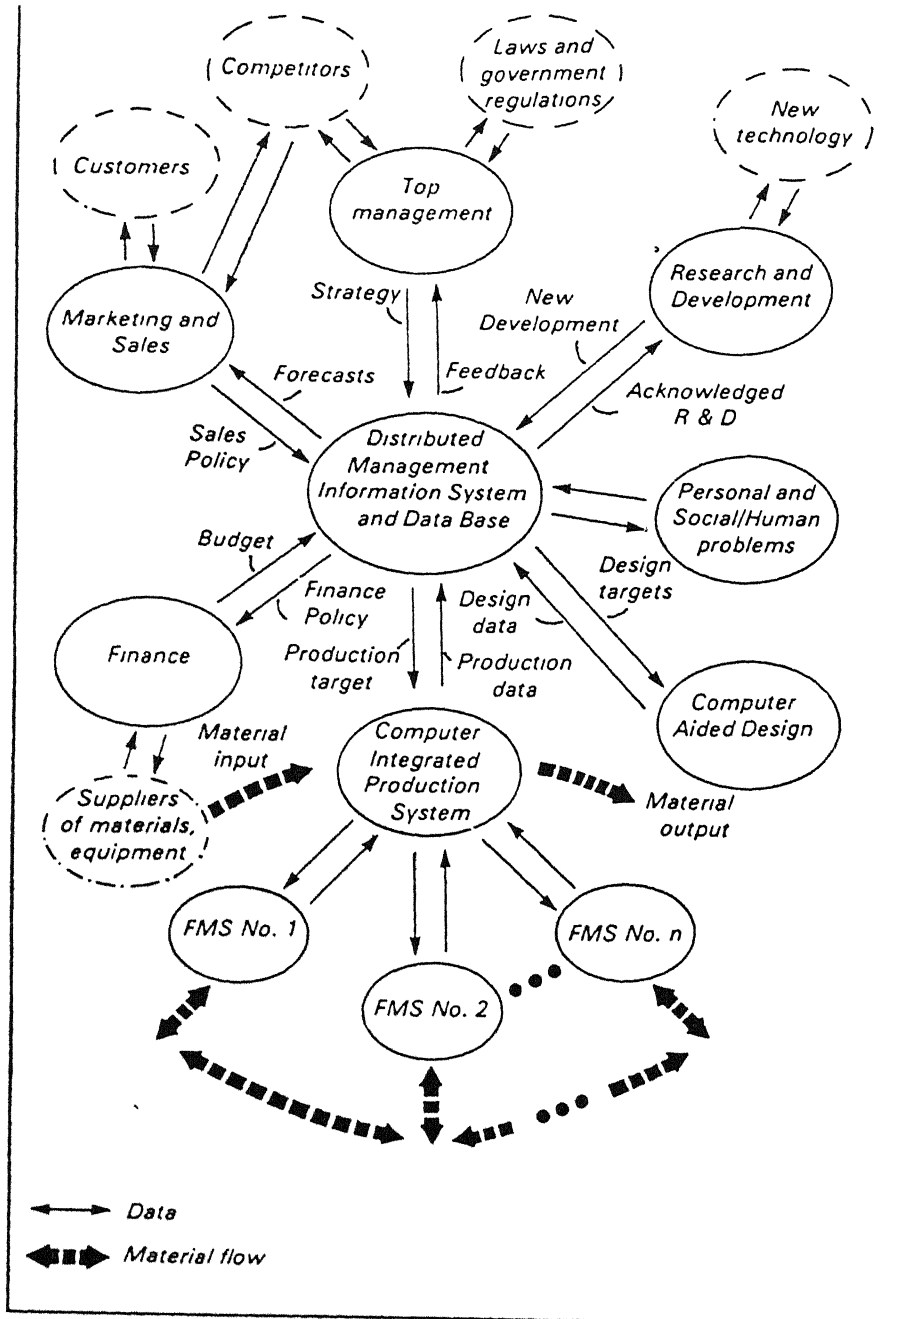 Competitors
Laws and
government
regulations
New
technology
Customers
Top
management
Research and
Development
Marketing and
Sales
Strategy
New
Development
Feedback
Forecasts
Acknowledged
R & D
Sales
Policy
Distributed
Management
Information System
and Data Base
Personal and
Social/Human
problems
Budget
Design
targets
Finance
Policy
Design
data
Finance
Production
target
Production
data
Computer
Aided Design
Material
input
Computer
Integrated
Production
System
Suppliers
of materials,
equipment
Material
output
FMS No. 1
FMS No. n
FMS No. 2
Data
Material flow